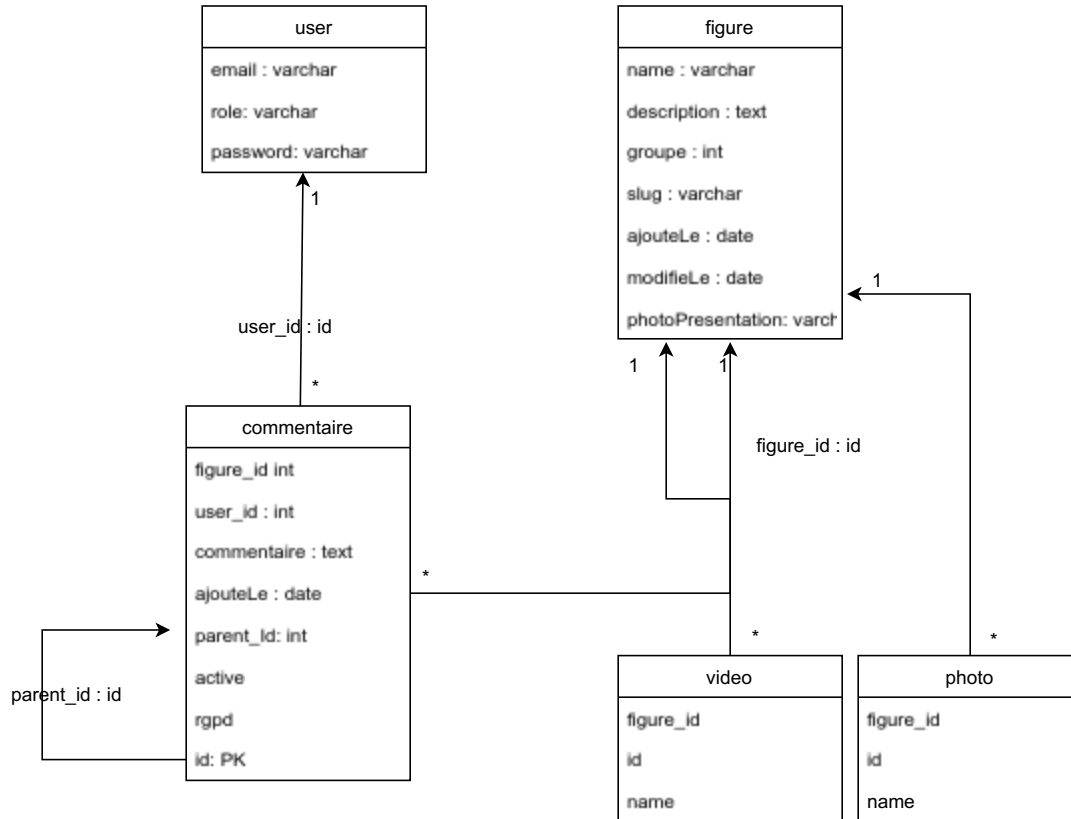 user
email : varchar
role: varchar
password: varchar
1
user_id : id
*
figure
name : varchar
description : text
groupe : int
slug : varchar
ajouteLe : date
modifieLe : date
photoPresentation: varch
1
1
1
figure_id : id
commentaire
figure_id int
user_id : int
commentaire : text
ajouteLe : date
parent_Id: int
active
rgpd
id: PK
parent_id : id
*
*
video
figure_id
id
name
*
photo
figure_id
id
name